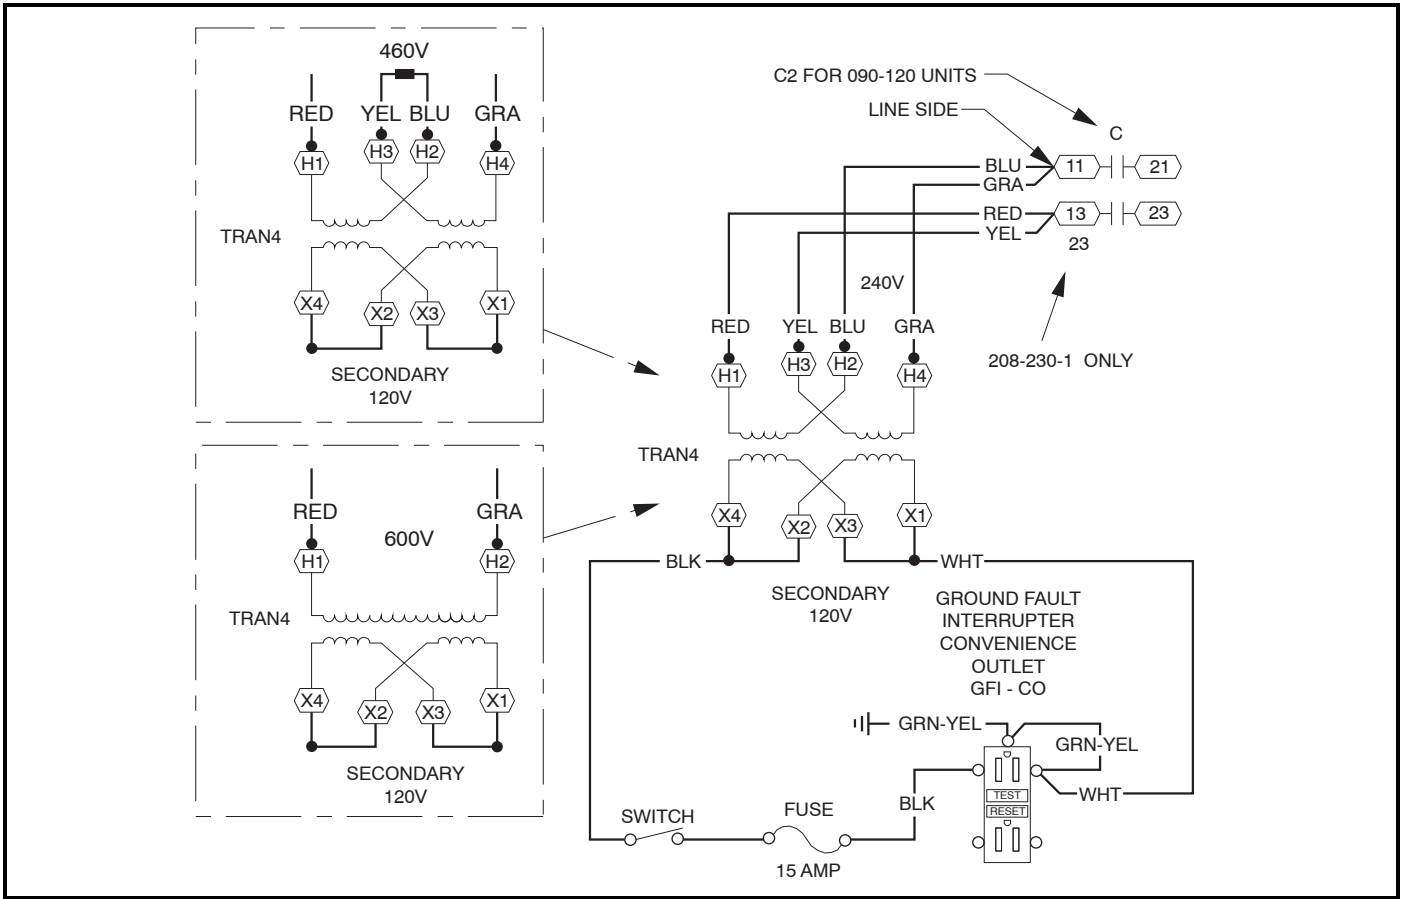 460V
RED YEL BLU GRA
H1 H3 H2 H4
TRAN4
X4 X2 X3 X1
SECONDARY
120V
RED GRA
600V
H1 H2
TRAN4
X4 X2 X3 X1
SECONDARY
120V
C2 FOR 090-120 UNITS
LINE SIDE
C
BLU 11 21
GRA
RED 13 23
YEL
23
240V
208-230-1 ONLY
RED YEL BLU GRA
H1 H3 H2 H4
TRAN4
X4 X2 X3 X1
BLK WHT
SECONDARY
120V
GROUND FAULT
INTERRUPTER
CONVENIENCE
OUTLET
GFI - CO
GRN-YEL
GRN-YEL
TEST
WHT
RESET
BLK
SWITCH
FUSE
15 AMP